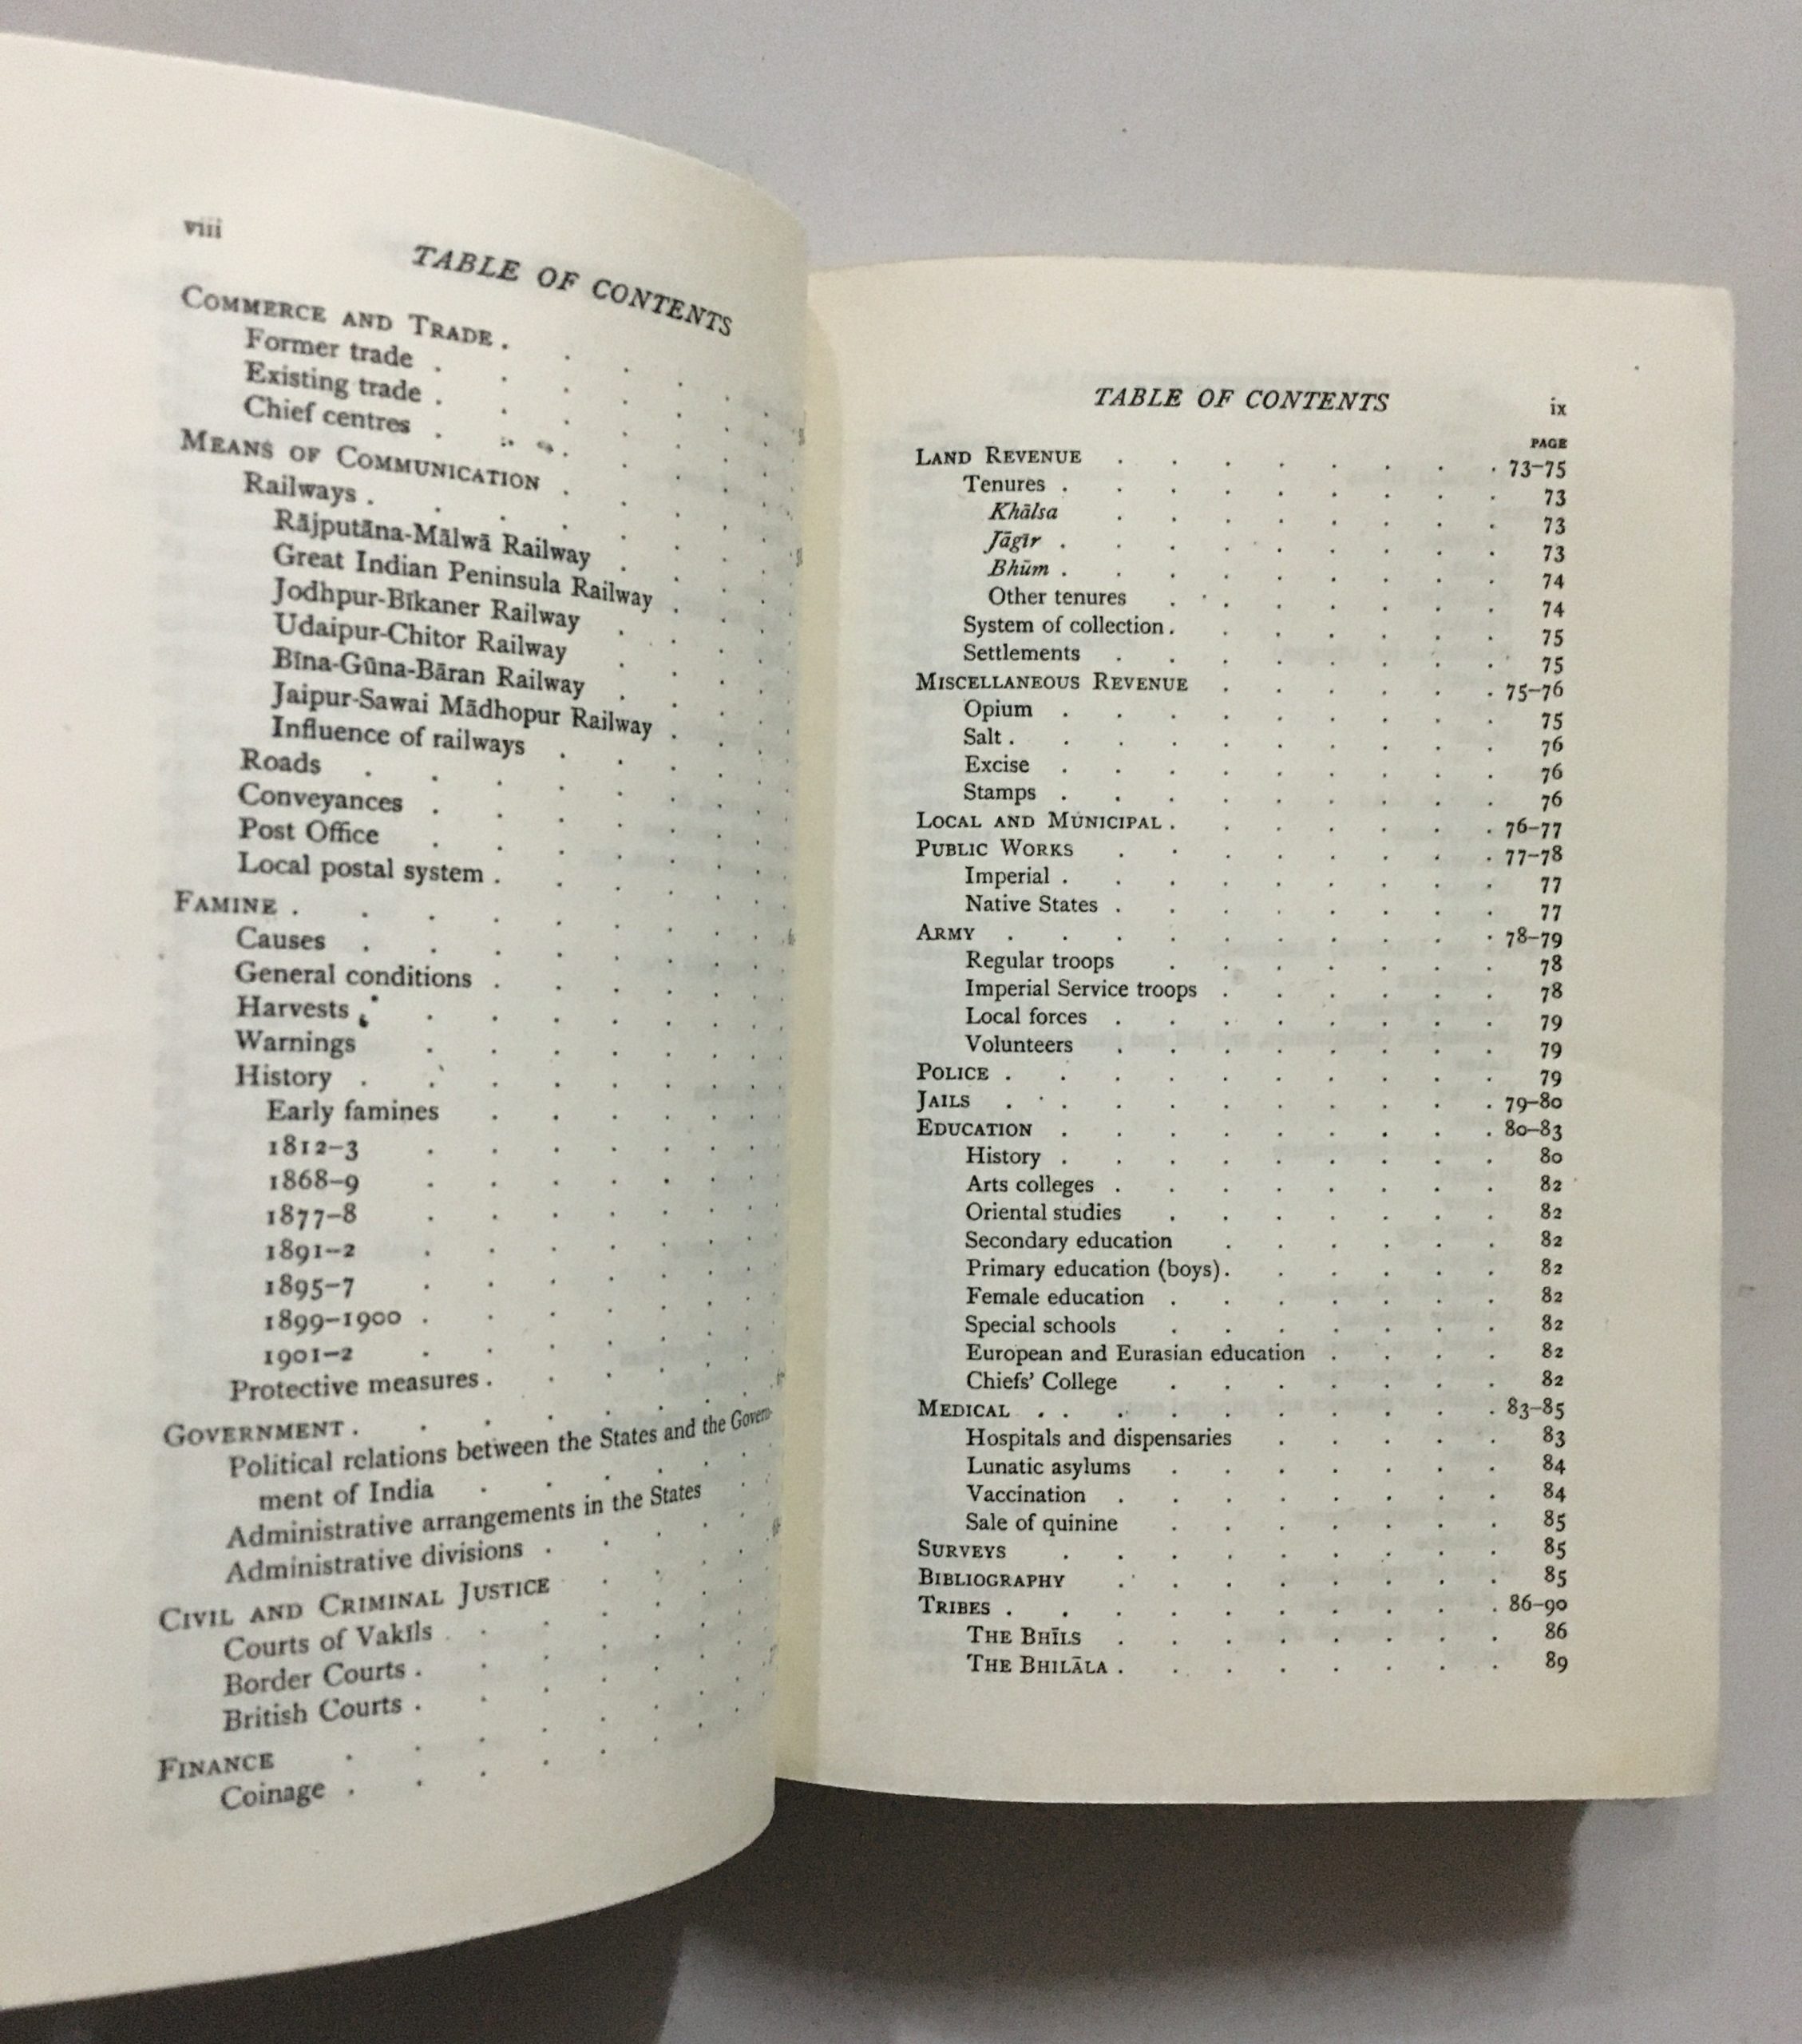 viii
TABLE OF CONTENTS
COMMERCE AND TRADE .
Former trade .
Existing trade .
Chief centres .
MEANS OF COMMUNICATION .
Railways .
Rājputāna-Mālwā Railway
Great Indian Peninsula Railway
Jodhpur-Bīkaner Railway
Udaipur-Chitor Railway
Bīna-Gūna-Bāran Railway
Jaipur-Sawai Mādhopur Railway
Influence of railways
Roads
Conveyances
Post Office
Local postal system .
FAMINE .
Causes
General conditions
Harvests
Warnings
History
Early famines
1812–3
1868–9
1877–8
1891–2
1895–7
1899–1900
1901–2
Protective measures .
GOVERNMENT .
Political relations between the States and the Govern-
ment of India
Administrative arrangements in the States
Administrative divisions
CIVIL AND CRIMINAL JUSTICE
Courts of Vakīls
Border Courts .
British Courts .
FINANCE
Coinage
TABLE OF CONTENTS ix
PAGE
LAND REVENUE . 73–75
Tenures . 73
Khālsa 73
Jāgīr . 73
Bhūm . 74
Other tenures 74
System of collection . 75
Settlements 75
MISCELLANEOUS REVENUE . 75–76
Opium 75
Salt . 76
Excise 76
Stamps 76
LOCAL AND MUNICIPAL . 76–77
PUBLIC WORKS . 77–78
Imperial . 77
Native States . 77
ARMY . 78–79
Regular troops 78
Imperial Service troops 78
Local forces 79
Volunteers 79
POLICE . 79
JAILS . 79–80
EDUCATION . 80–83
History . 80
Arts colleges . 82
Oriental studies 82
Secondary education 82
Primary education (boys) . 82
Female education 82
Special schools 82
European and Eurasian education 82
Chiefs' College 82
MEDICAL . 83–85
Hospitals and dispensaries 83
Lunatic asylums 84
Vaccination 84
Sale of quinine 85
SURVEYS 85
BIBLIOGRAPHY 85
TRIBES . 86–90
THE BHĪLS 86
THE BHILĀLA . 89